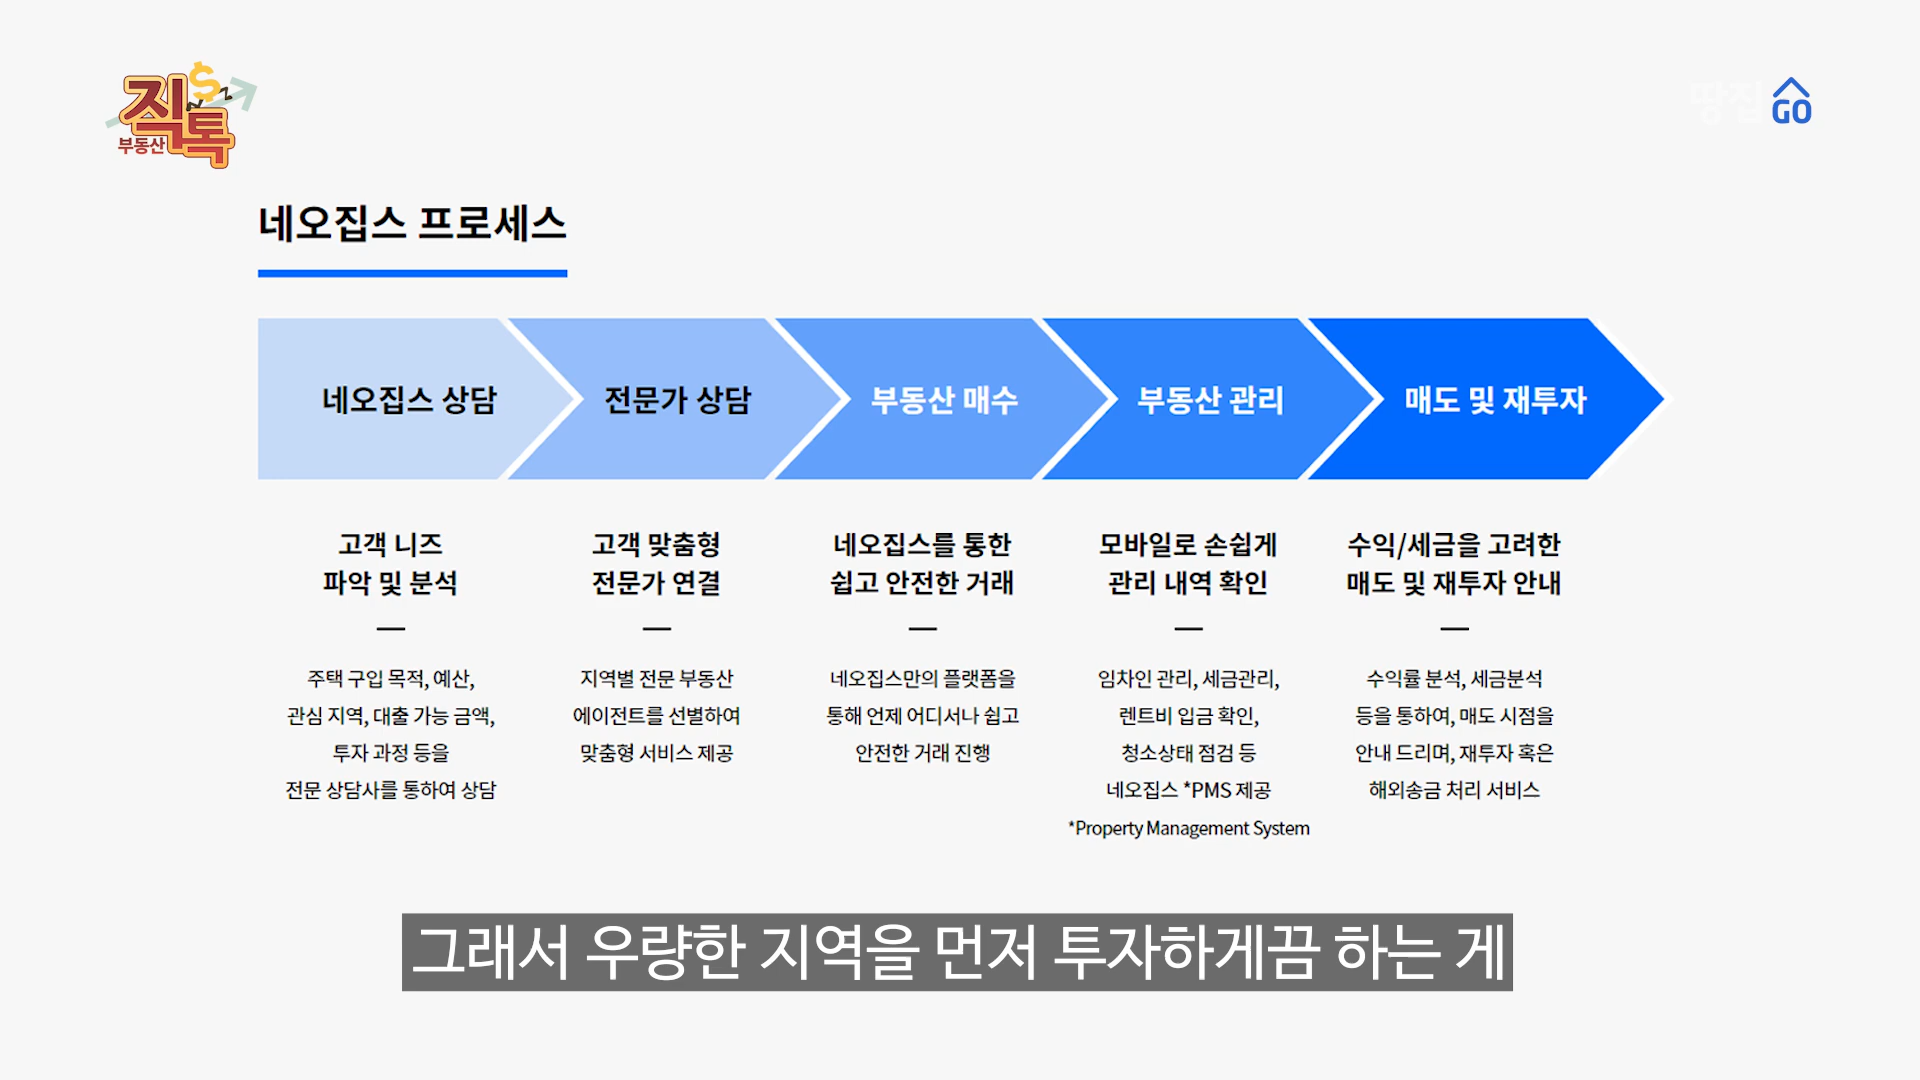 직톡
부동산
땅집GO
네오집스 프로세스
네오집스 상담
전문가 상담
부동산 매수
부동산 관리
매도 및 재투자
고객 니즈
파악 및 분석
주택 구입 목적, 예산,
관심 지역, 대출 가능 금액,
투자 과정 등을
전문 상담사를 통하여 상담
고객 맞춤형
전문가 연결
지역별 전문 부동산
에이전트를 선별하여
맞춤형 서비스 제공
네오집스를 통한
쉽고 안전한 거래
네오집스만의 플랫폼을
통해 언제 어디서나 쉽고
안전한 거래 진행
모바일로 손쉽게
관리 내역 확인
임차인 관리, 세금관리,
렌트비 입금 확인,
청소상태 점검 등
네오집스 *PMS 제공
*Property Management System
수익/세금을 고려한
매도 및 재투자 안내
수익률 분석, 세금분석
등을 통하여, 매도 시점을
안내 드리며, 재투자 혹은
해외송금 처리 서비스
그래서 우량한 지역을 먼저 투자하게끔 하는 게